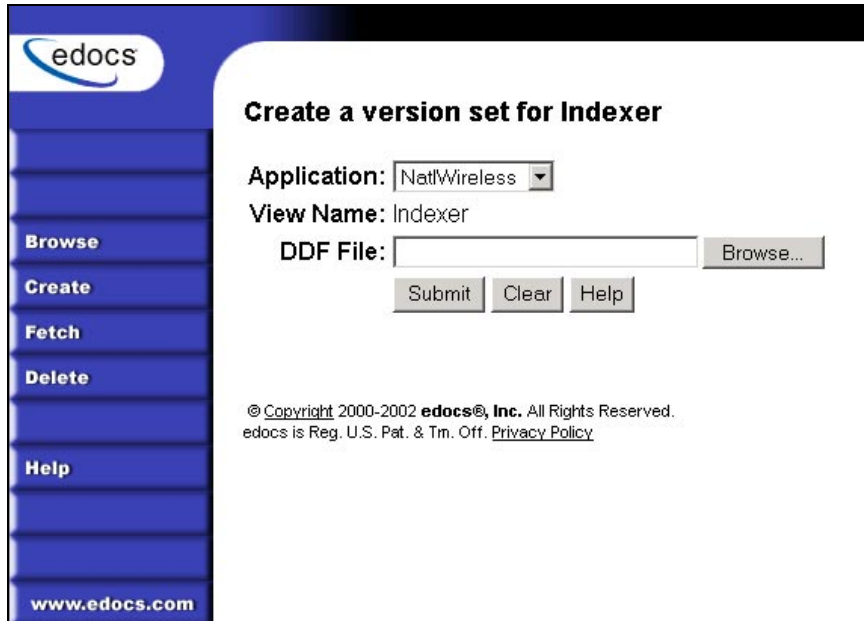 edocs
Create a version set for Indexer
Application: NatlWireless
View Name: Indexer
DDF File: Browse...
Submit Clear Help
Browse
Create
Fetch
Delete
Help
www.edocs.com
© Copyright 2000-2002 edocs®, Inc. All Rights Reserved.
edocs is Reg. U.S. Pat. & Tm. Off. Privacy Policy